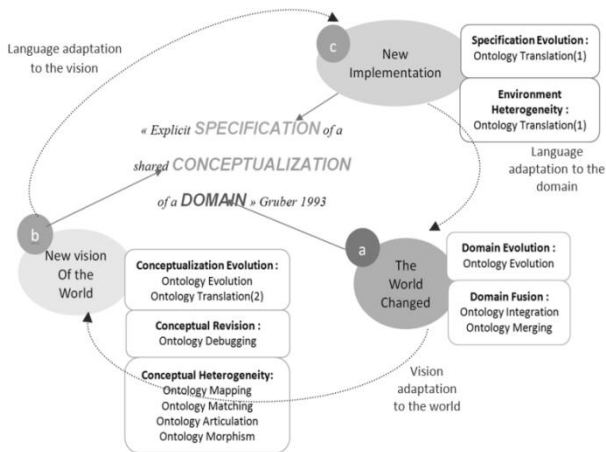 Language adaptation
to the vision
c
New
Implementation
Specification Evolution :
Ontology Translation(1)
Environment
Heterogeneity :
Ontology Translation(1)
Language
adaptation to the
domain
« Explicit SPECIFICATION of a
shared CONCEPTUALIZATION
of a DOMAIN » Gruber 1993
b
New vision
Of the
World
Conceptualization Evolution :
Ontology Evolution
Ontology Translation(2)
Conceptual Revision :
Ontology Debugging
Conceptual Heterogeneity:
Ontology Mapping
Ontology Matching
Ontology Articulation
Ontology Morphism
a
The
World
Changed
Domain Evolution :
Ontology Evolution
Domain Fusion :
Ontology Integration
Ontology Merging
Vision
adaptation
to the world